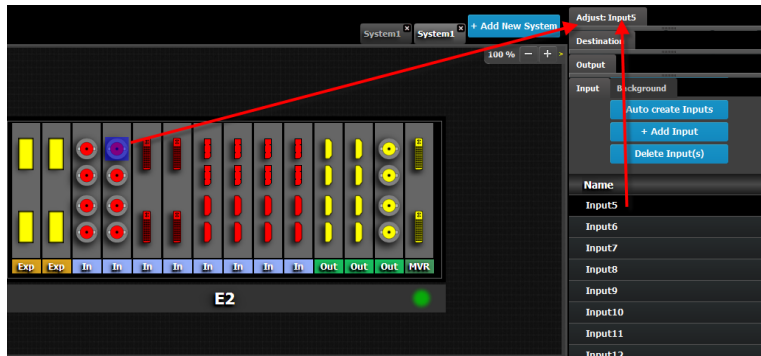 System1 x System1 x + Add New System
100 % − + >
Exp Exp In In In In In In In In Out Out Out MVR
E2
Adjust: Input5
Destination
Output
Input Background
Auto create Inputs
+ Add Input
Delete Input(s)
Name
Input5
Input6
Input7
Input8
Input9
Input10
Input11
Input12